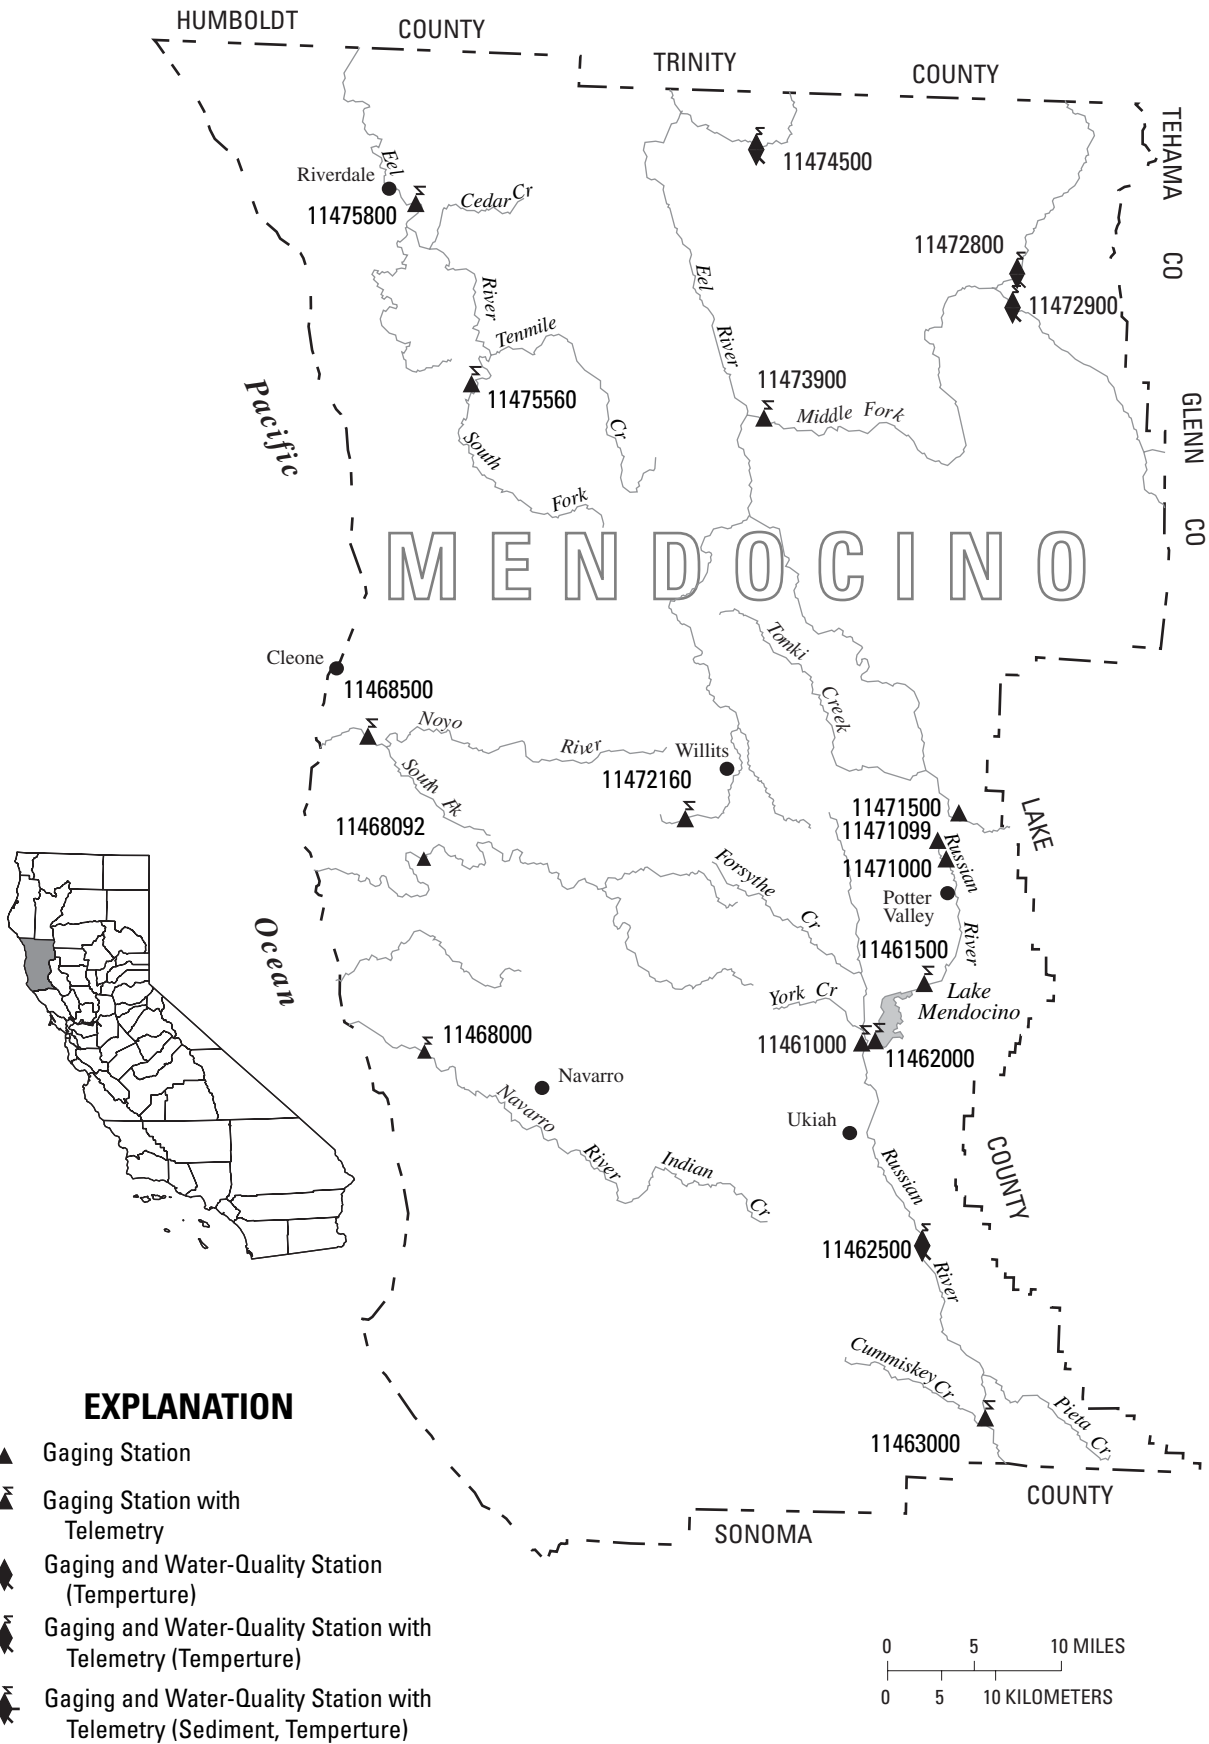 HUMBOLDT COUNTY
TRINITY COUNTY
TEHAMA CO
GLENN CO
LAKE COUNTY
SONOMA COUNTY
Pacific Ocean
MENDOCINO
Riverdale
Eel
11475800
Cedar Cr
River
Tenmile
Cr
11475560
South
Fork
11474500
11472800
11472900
Eel
River
11473900
Middle Fork
Cleone
11468500
Noyo
River
South Fk
Willits
11472160
Tomki
Creek
11468092
11471500
11471099
11471000
Russian
River
Potter
Valley
Forsythe
Cr
11461500
Lake
Mendocino
York Cr
11461000
11462000
11468000
Navarro
Navarro
River
Indian
Cr
Ukiah
Russian
River
11462500
Cummiskey Cr
11463000
Pieta Cr
EXPLANATION
Gaging Station
Gaging Station with
Telemetry
Gaging and Water-Quality Station
(Temperture)
Gaging and Water-Quality Station with
Telemetry (Temperture)
Gaging and Water-Quality Station with
Telemetry (Sediment, Temperture)
0 5 10 MILES
0 5 10 KILOMETERS